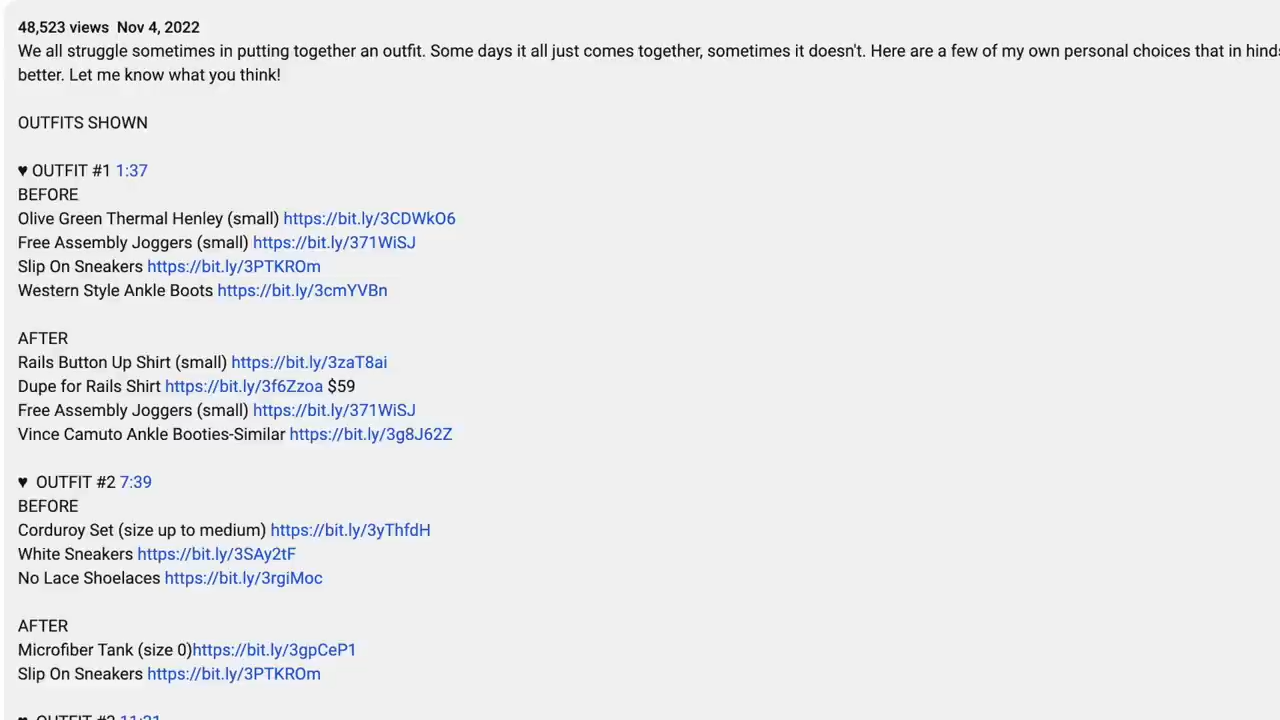 48,523 views  Nov 4, 2022
We all struggle sometimes in putting together an outfit. Some days it all just comes together, sometimes it doesn't. Here are a few of my own personal choices that in
better. Let me know what you think!
OUTFITS SHOWN
♥ OUTFIT #1 1:37
BEFORE
Olive Green Thermal Henley (small) https://bit.ly/3CDWkO6
Free Assembly Joggers (small) https://bit.ly/371WiSJ
Slip On Sneakers https://bit.ly/3PTKROm
Western Style Ankle Boots https://bit.ly/3cmYVBn
AFTER
Rails Button Up Shirt (small) https://bit.ly/3zaT8ai
Dupe for Rails Shirt https://bit.ly/3f6Zzoa $59
Free Assembly Joggers (small) https://bit.ly/371WiSJ
Vince Camuto Ankle Booties-Similar https://bit.ly/3g8J62Z
♥  OUTFIT #2 7:39
BEFORE
Corduroy Set (size up to medium) https://bit.ly/3yThfdH
White Sneakers https://bit.ly/3SAy2tF
No Lace Shoelaces https://bit.ly/3rgiMoc
AFTER
Microfiber Tank (size 0)https://bit.ly/3gpCeP1
Slip On Sneakers https://bit.ly/3PTKROm